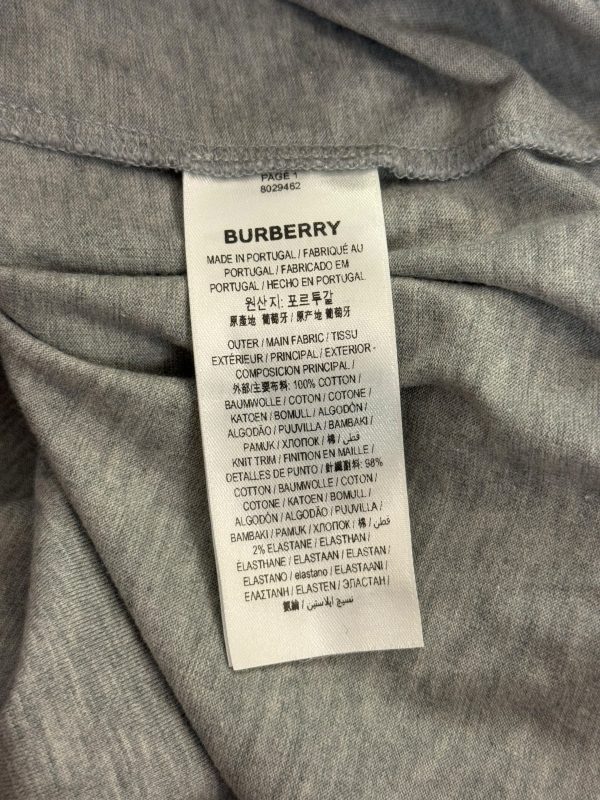 PAGE 1
8029462
BURBERRY
MADE IN PORTUGAL / FABRIQUÉ AU
PORTUGAL / FABRICADO EM
PORTUGAL / HECHO EN PORTUGAL
원산지: 포르투갈
原產地 葡萄牙 / 原产地 葡萄牙
OUTER / MAIN FABRIC / TISSU
EXTÉRIEUR / PRINCIPAL / EXTERIOR -
COMPOSICION PRINCIPAL /
外部/主要布料: 100% COTTON /
BAUMWOLLE / COTON / COTONE /
KATOEN / BOMULL / ALGODÓN /
ALGODÃO / PUUVILLA / BAMBAKI /
PAMUK / ХЛОПОК / 棉 / قطن /
KNIT TRIM / FINITION EN MAILLE /
DETALLES DE PUNTO / 針織副料: 98%
COTTON / BAUMWOLLE / COTON /
COTONE / KATOEN / BOMULL /
ALGODÓN / ALGODÃO / PUUVILLA /
BAMBAKI / PAMUK / ХЛОПОК / 棉 / قطن /
2% ELASTANE / ELASTHAN /
ÉLASTHANE / ELASTAAN / ELASTAN /
ELASTANO / elastano / ELASTAANI /
ΕΛΑΣΤΑΝΗ / ELASTEN / ЭЛАСТАН /
氨綸 / نسيج ايلاستين